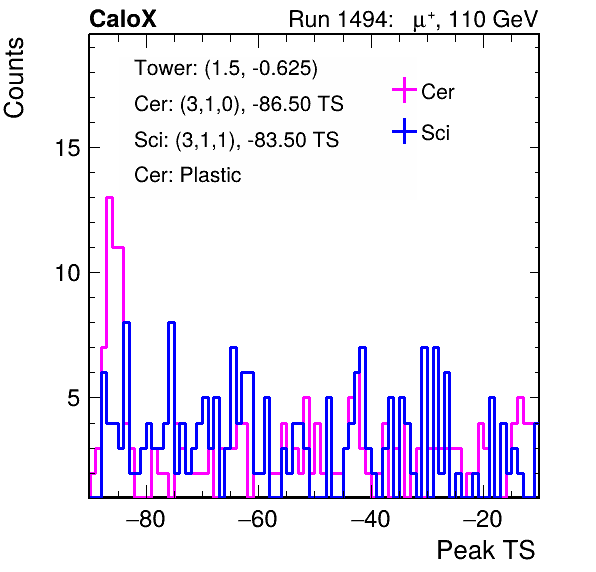 CaloX Run 1494: μ⁺, 110 GeV
Counts
Tower: (1.5, -0.625)
Cer: (3,1,0), -86.50 TS
Sci: (3,1,1), -83.50 TS
Cer: Plastic
Cer
Sci
15
10
5
−80 −60 −40 −20
Peak TS